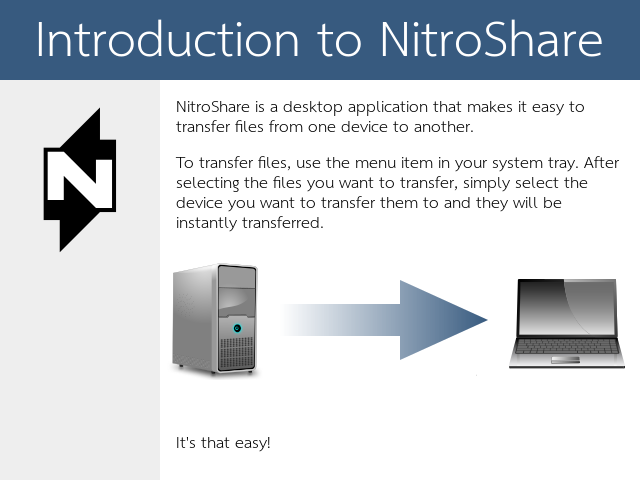 Introduction to NitroShare
N
NitroShare is a desktop application that makes it easy to
transfer files from one device to another.
To transfer files, use the menu item in your system tray. After
selecting the files you want to transfer, simply select the
device you want to transfer them to and they will be
instantly transferred.
It's that easy!